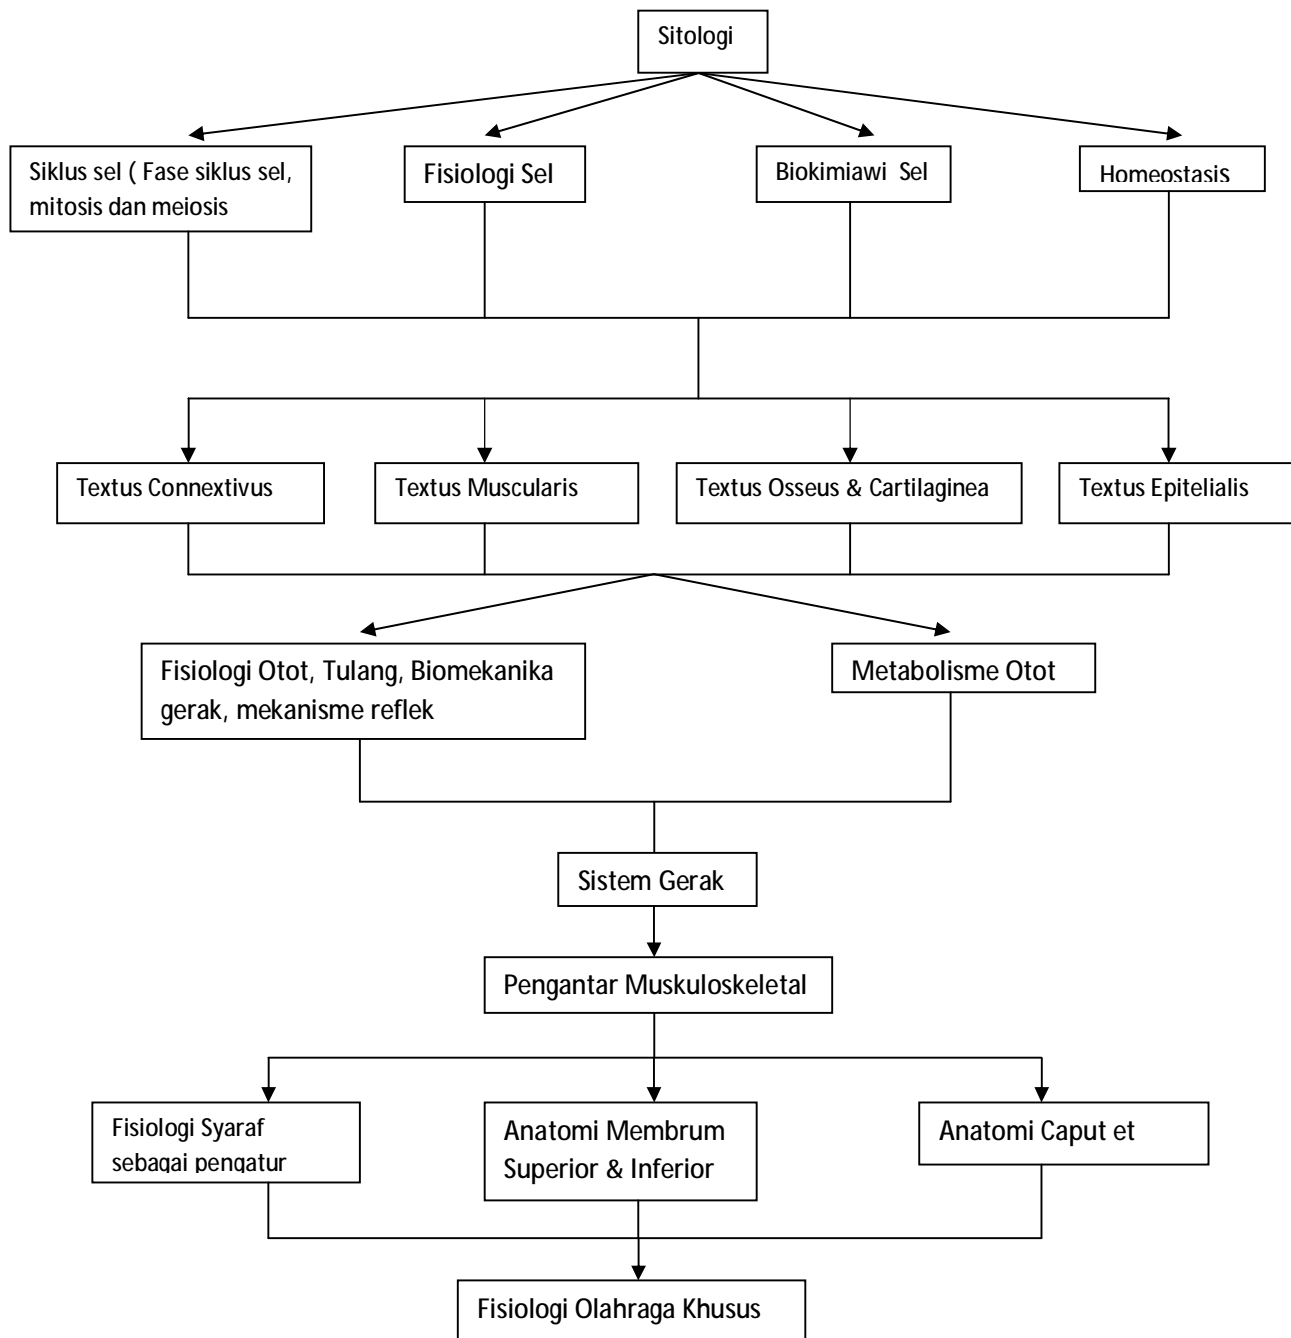 Sitologi
Siklus sel ( Fase siklus sel,
mitosis dan meiosis
Fisiologi Sel
Biokimiawi Sel
Homeostasis
Textus Connextivus
Textus Muscularis
Textus Osseus & Cartilaginea
Textus Epitelialis
Fisiologi Otot, Tulang, Biomekanika
gerak, mekanisme reflek
Metabolisme Otot
Sistem Gerak
Pengantar Muskuloskeletal
Fisiologi Syaraf
sebagai pengatur
Anatomi Membrum
Superior & Inferior
Anatomi Caput et
Fisiologi Olahraga Khusus